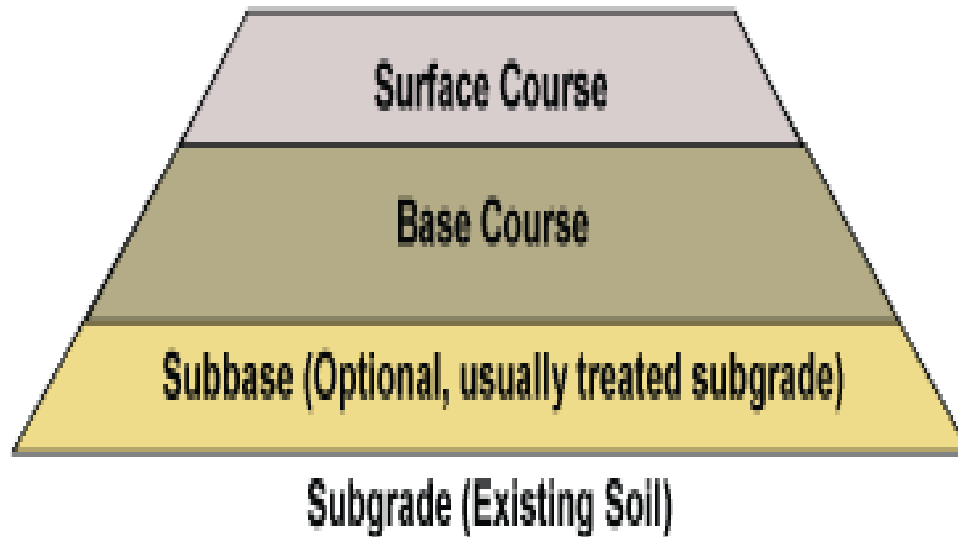 Surface Course
Base Course
Subbase (Optional, usually treated subgrade)
Subgrade (Existing Soil)